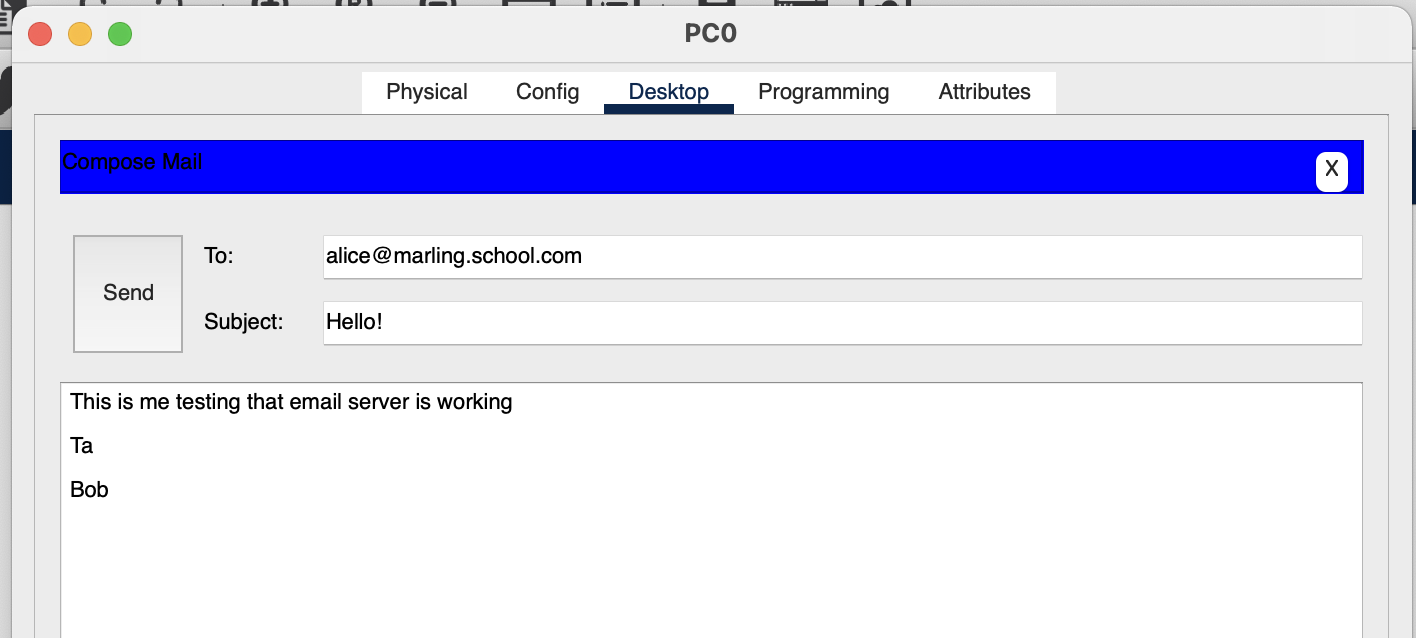 PC0
Physical Config Desktop Programming Attributes
Compose Mail X
Send
To: alice@marling.school.com
Subject: Hello!
This is me testing that email server is working
Ta
Bob